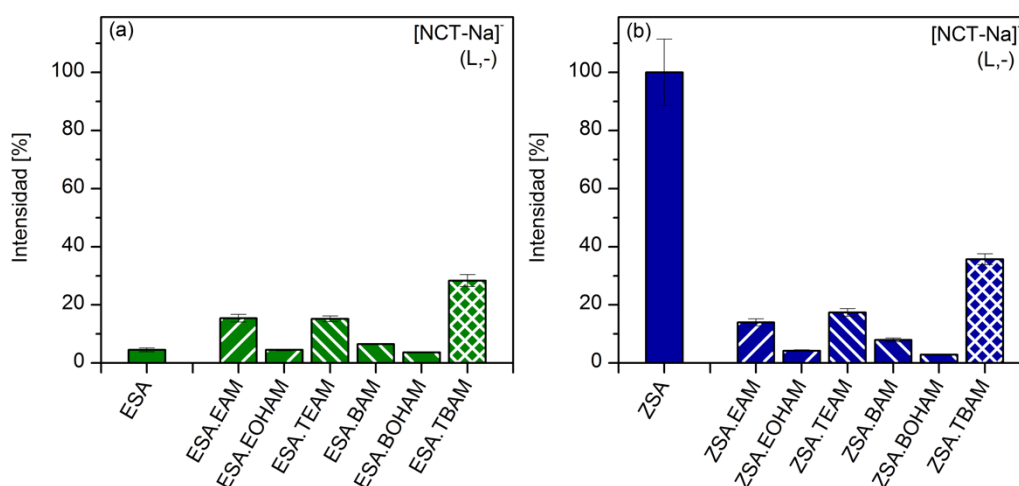 (a)
[NCT-Na]⁻
(L,-)
Intensidad [%]
100
80
60
40
20
0
ESA
ESA.EAM
ESA.EOHAM
ESA.TEAM
ESA.BAM
ESA.BOHAM
ESA.TBAM
(b)
[NCT-Na]⁻
(L,-)
Intensidad [%]
100
80
60
40
20
0
ZSA
ZSA.EAM
ZSA.EOHAM
ZSA.TEAM
ZSA.BAM
ZSA.BOHAM
ZSA.TBAM